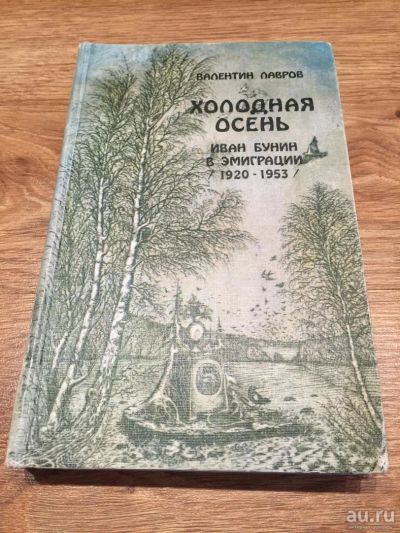 ВАЛЕНТИН ЛАВРОВ
ХОЛОДНАЯ
ОСЕНЬ
ИВАН БУНИН
В ЭМИГРАЦИИ
/ 1920 - 1953 /
au.ru